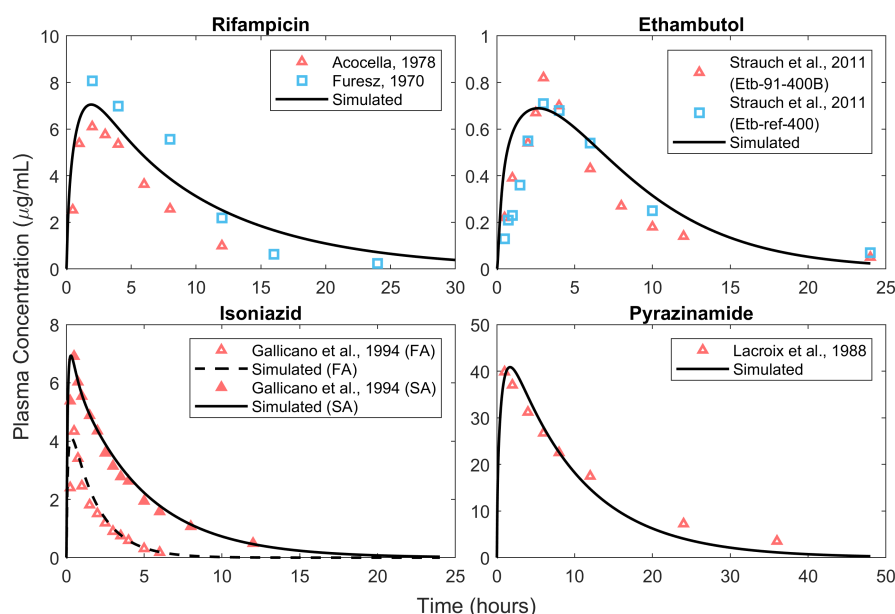 Rifampicin
10
8
6
4
2
0
0
5
10
15
20
25
30
Acocella, 1978
Furesz, 1970
Simulated
Ethambutol
1
0.8
0.6
0.4
0.2
0
0
5
10
15
20
25
Strauch et al., 2011
(Etb-91-400B)
Strauch et al., 2011
(Etb-ref-400)
Simulated
Plasma Concentration (μg/mL)
Isoniazid
8
6
4
2
0
0
5
10
15
20
25
Gallicano et al., 1994 (FA)
Simulated (FA)
Gallicano et al., 1994 (SA)
Simulated (SA)
Pyrazinamide
50
40
30
20
10
0
0
10
20
30
40
50
Lacroix et al., 1988
Simulated
Time (hours)